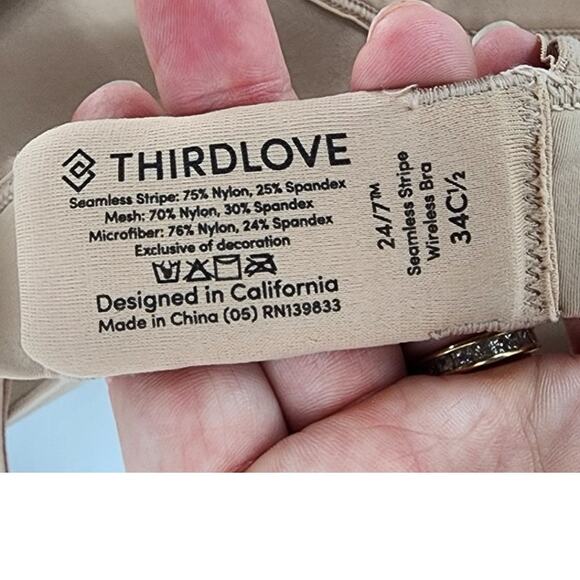 THIRDLOVE
Seamless Stripe: 75% Nylon, 25% Spandex
Mesh: 70% Nylon, 30% Spandex
Microfiber: 76% Nylon, 24% Spandex
Exclusive of decoration
Designed in California
Made in China (05) RN139833
24/7™
Seamless Stripe
Wireless Bra
34C½